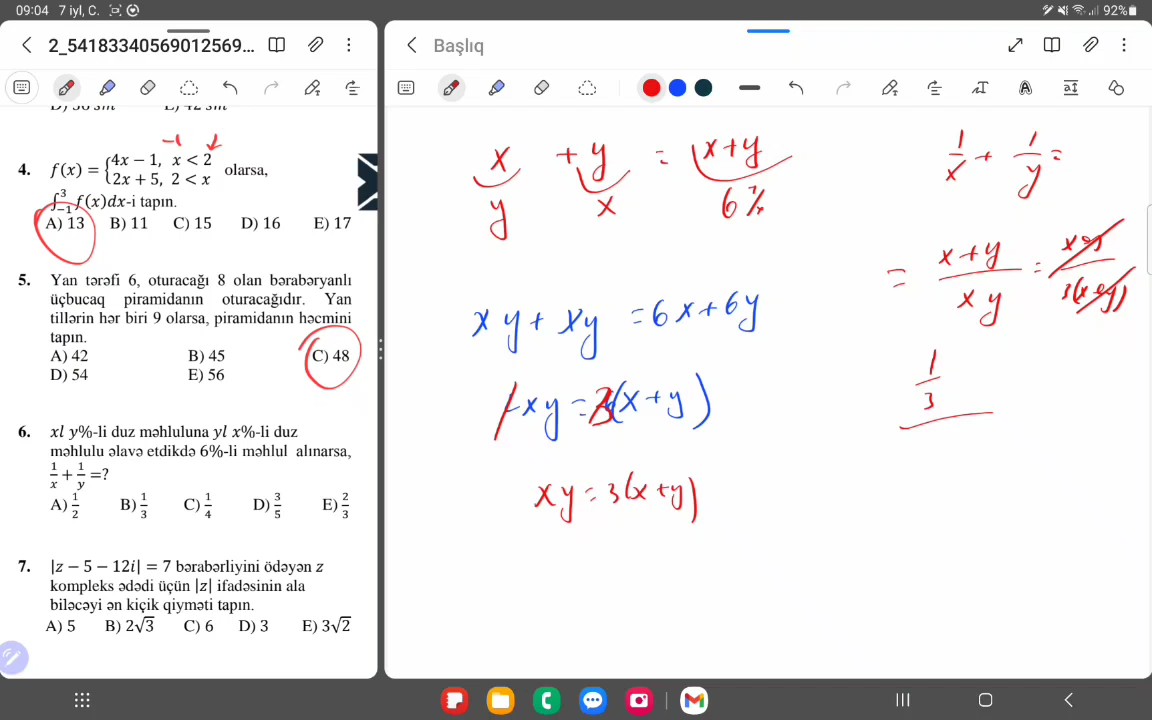 09:04 7 iyl, C. 92%
2_54183340569012569...
Başlıq
4. f(x) = {4x − 1, x < 2
2x + 5, 2 < x olarsa,
∫₋₁³ f(x)dx-i tapın.
A) 13 B) 11 C) 15 D) 16 E) 17
−1
5. Yan tərəfi 6, oturacağı 8 olan bərabəryanlı
üçbucaq piramidanın oturacağıdır. Yan
tillərin hər biri 9 olarsa, piramidanın həcmini
tapın.
A) 42 B) 45 C) 48
D) 54 E) 56
6. xl y%-li duz məhluluna yl x%-li duz
məhlulu əlavə etdikdə 6%-li məhlul alınarsa,
1/x + 1/y =?
A) 1/2 B) 1/3 C) 1/4 D) 3/5 E) 2/3
7. |z − 5 − 12i| = 7 bərabərliyini ödəyən z
kompleks ədədi üçün |z| ifadəsinin ala
biləcəyi ən kiçik qiyməti tapın.
A) 5 B) 2√3 C) 6 D) 3 E) 3√2
x + y = x+y
y x 6%
xy + xy = 6x + 6y
xy = 3(x + y)
xy = 3(x + y)
1/x + 1/y =
= x+y/xy = x+y/3(x+y)
1/3